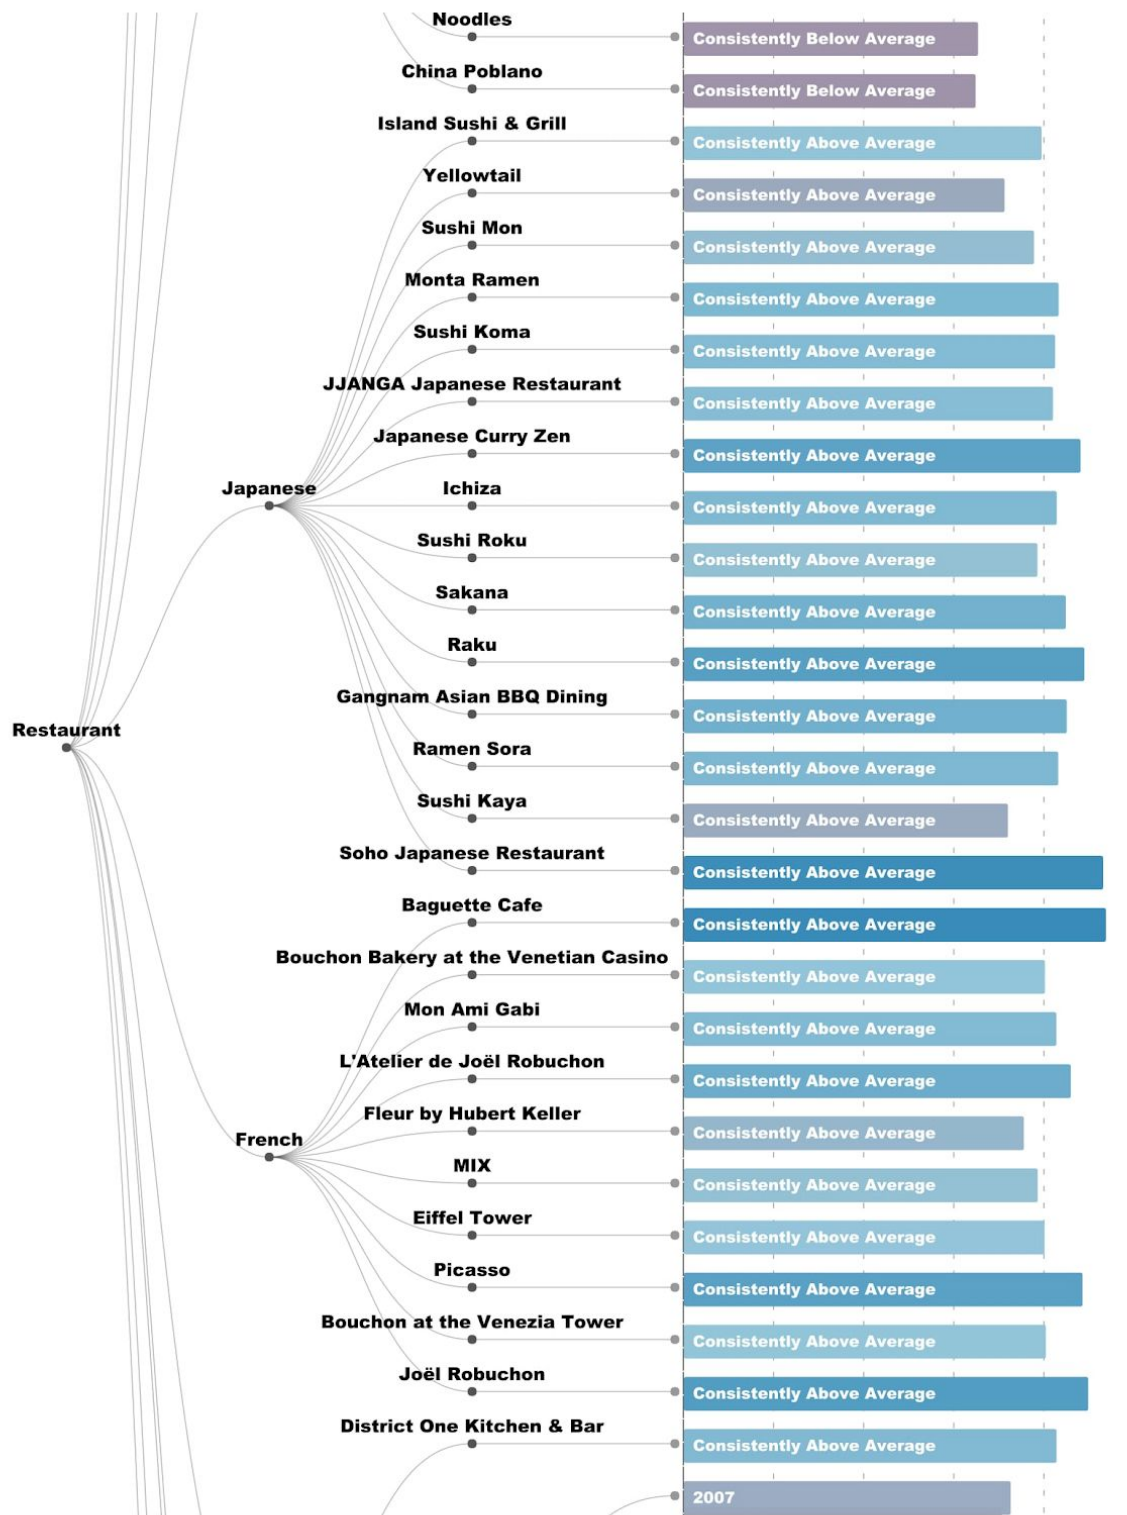 Noodles
Consistently Below Average
China Poblano
Consistently Below Average
Island Sushi & Grill
Consistently Above Average
Yellowtail
Consistently Above Average
Sushi Mon
Consistently Above Average
Monta Ramen
Consistently Above Average
Sushi Koma
Consistently Above Average
JJANGA Japanese Restaurant
Consistently Above Average
Japanese Curry Zen
Consistently Above Average
Japanese
Ichiza
Consistently Above Average
Sushi Roku
Consistently Above Average
Sakana
Consistently Above Average
Raku
Consistently Above Average
Gangnam Asian BBQ Dining
Consistently Above Average
Restaurant
Ramen Sora
Consistently Above Average
Sushi Kaya
Consistently Above Average
Soho Japanese Restaurant
Consistently Above Average
Baguette Cafe
Consistently Above Average
Bouchon Bakery at the Venetian Casino
Consistently Above Average
Mon Ami Gabi
Consistently Above Average
L'Atelier de Joël Robuchon
Consistently Above Average
Fleur by Hubert Keller
Consistently Above Average
French
MIX
Consistently Above Average
Eiffel Tower
Consistently Above Average
Picasso
Consistently Above Average
Bouchon at the Venezia Tower
Consistently Above Average
Joël Robuchon
Consistently Above Average
District One Kitchen & Bar
Consistently Above Average
2007